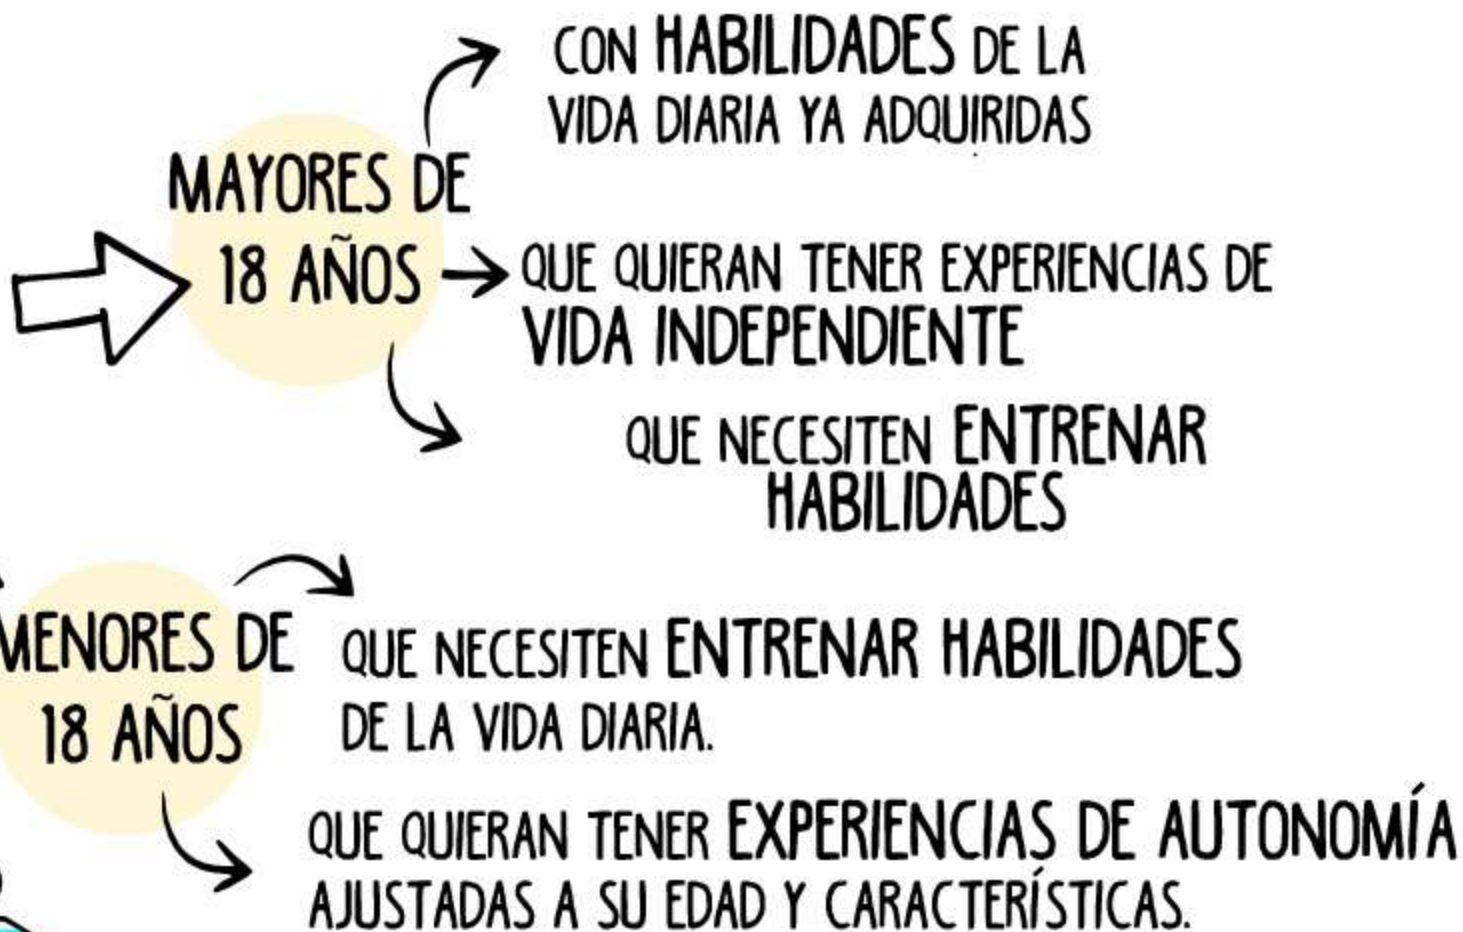 MAYORES DE
18 AÑOS
CON HABILIDADES DE LA
VIDA DIARIA YA ADQUIRIDAS
QUE QUIERAN TENER EXPERIENCIAS DE
VIDA INDEPENDIENTE
QUE NECESITEN ENTRENAR
HABILIDADES
MENORES DE
18 AÑOS
QUE NECESITEN ENTRENAR HABILIDADES
DE LA VIDA DIARIA.
QUE QUIERAN TENER EXPERIENCIAS DE AUTONOMÍA
AJUSTADAS A SU EDAD Y CARACTERÍSTICAS.